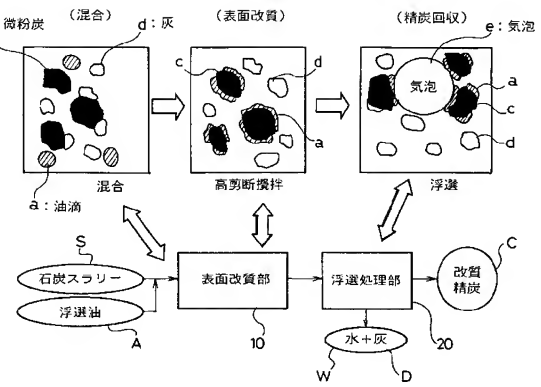 (混合)
(表面改質)
(精炭回収)
微粉炭
d:灰
e:気泡
c
d
気泡
a
c
a
d
a:油滴
混合
高剪断攪拌
浮選
S
石炭スラリー
浮選油
A
表面改質部
10
浮選処理部
20
改質
精炭
C
水+灰
W
D